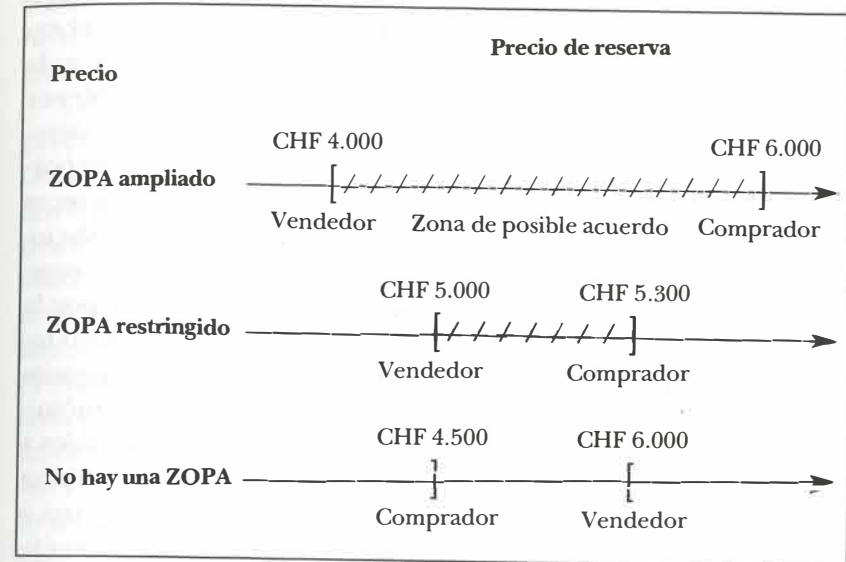 Precio de reserva
Precio
CHF 4.000 CHF 6.000
ZOPA ampliado
Vendedor Zona de posible acuerdo Comprador
CHF 5.000 CHF 5.300
ZOPA restringido
Vendedor Comprador
CHF 4.500 CHF 6.000
No hay una ZOPA
Comprador Vendedor